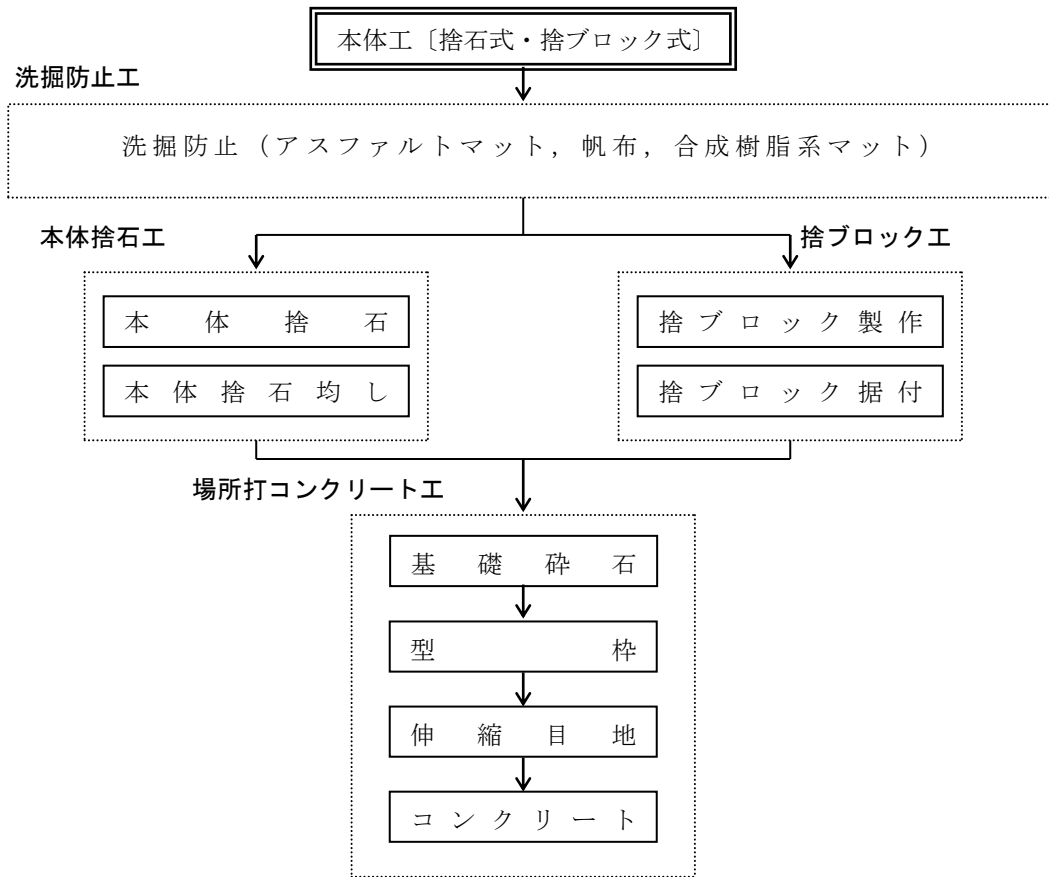 本体工〔捨石式・捨ブロック式〕
洗掘防止工
洗掘防止（アスファルトマット，帆布，合成樹脂系マット）
本体捨石工
捨ブロック工
本体捨石
捨ブロック製作
本体捨石均し
捨ブロック据付
場所打コンクリート工
基礎砕石
型枠
伸縮目地
コンクリート